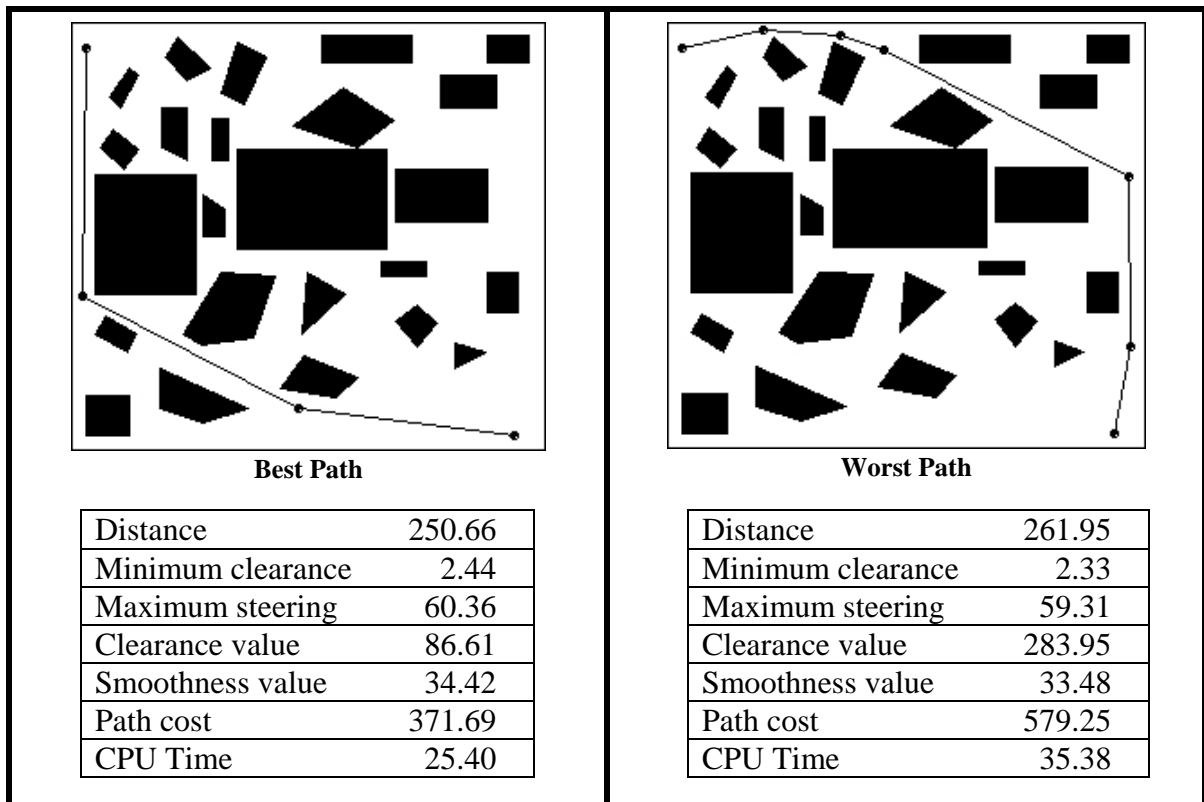 Best Path
Distance 250.66
Minimum clearance 2.44
Maximum steering 60.36
Clearance value 86.61
Smoothness value 34.42
Path cost 371.69
CPU Time 25.40
Worst Path
Distance 261.95
Minimum clearance 2.33
Maximum steering 59.31
Clearance value 283.95
Smoothness value 33.48
Path cost 579.25
CPU Time 35.38